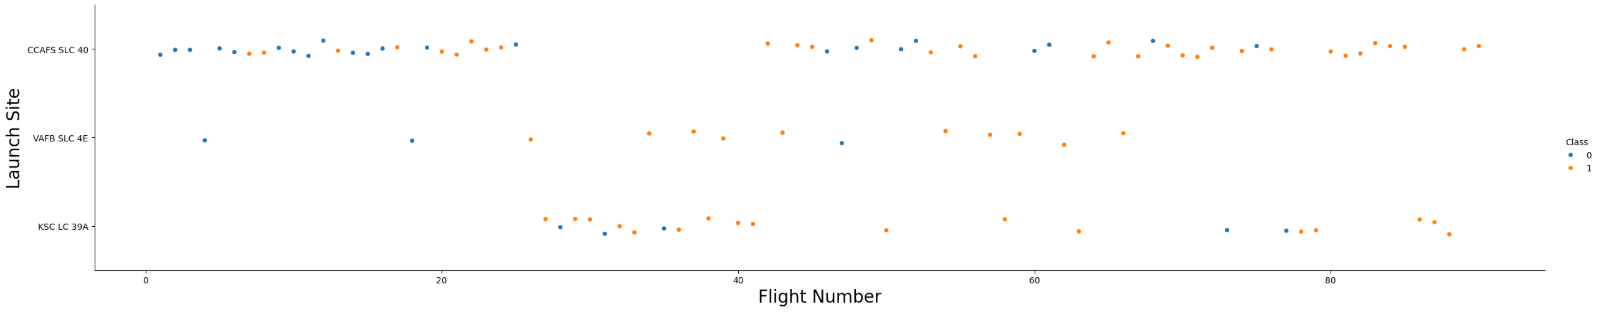 Launch Site
CCAFS SLC 40
VAFB SLC 4E
KSC LC 39A
0
20
40
60
80
Flight Number
Class
0
1